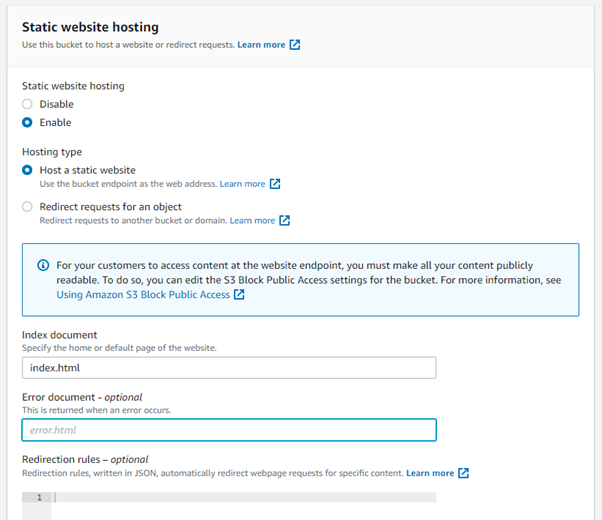 Static website hosting
Use this bucket to host a website or redirect requests. Learn more
Static website hosting
Disable
Enable
Hosting type
Host a static website
Use the bucket endpoint as the web address. Learn more
Redirect requests for an object
Redirect requests to another bucket or domain. Learn more
For your customers to access content at the website endpoint, you must make all your content publicly
readable. To do so, you can edit the S3 Block Public Access settings for the bucket. For more information, see
Using Amazon S3 Block Public Access
Index document
Specify the home or default page of the website.
index.html
Error document - optional
This is returned when an error occurs.
error.html
Redirection rules – optional
Redirection rules, written in JSON, automatically redirect webpage requests for specific content. Learn more
1